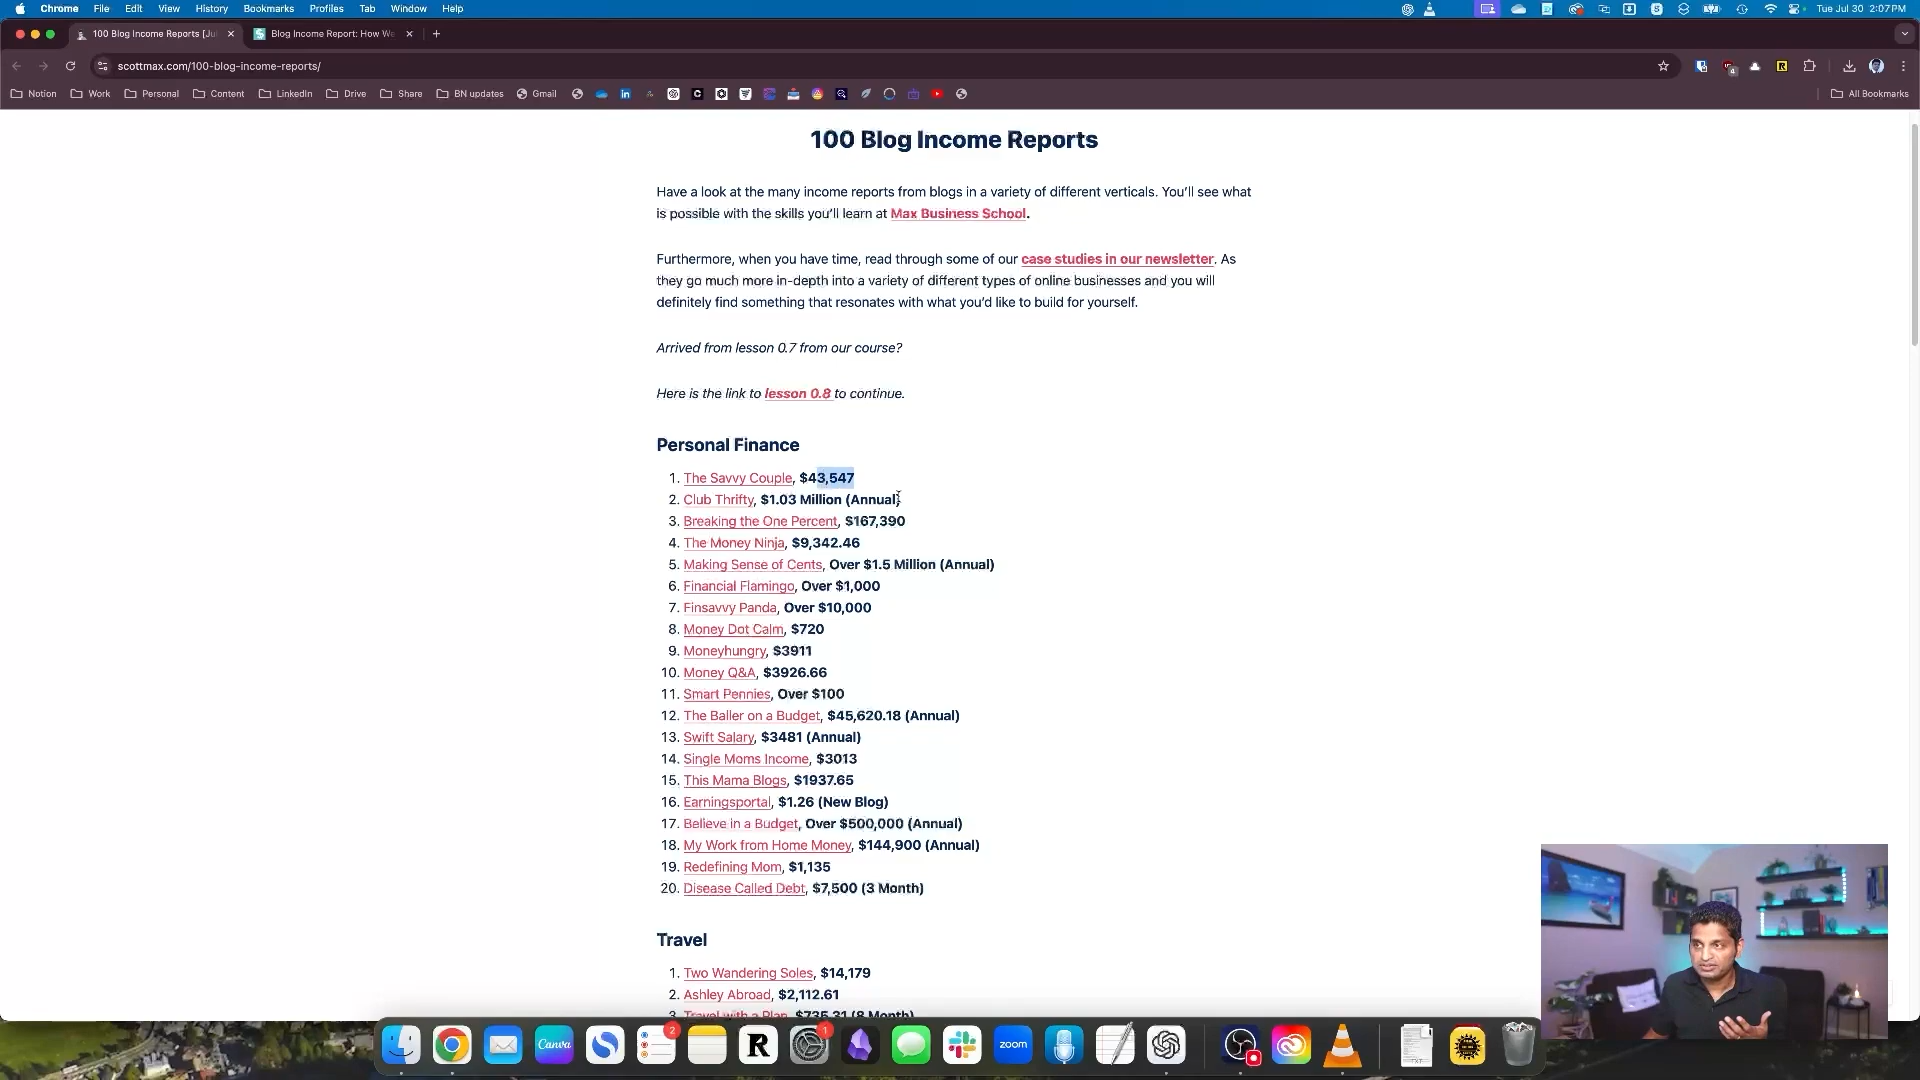 Chrome File Edit View History Bookmarks Profiles Tab Window Help Tue Jul 30 2:07PM
100 Blog Income Reports [Ju Blog Income Report: How We
scottmax.com/100-blog-income-reports/
Notion Work Personal Content LinkedIn Drive Share BN updates Gmail All Bookmarks
100 Blog Income Reports
Have a look at the many income reports from blogs in a variety of different verticals. You'll see what
is possible with the skills you'll learn at Max Business School.
Furthermore, when you have time, read through some of our case studies in our newsletter. As
they go much more in-depth into a variety of different types of online businesses and you will
definitely find something that resonates with what you'd like to build for yourself.
Arrived from lesson 0.7 from our course?
Here is the link to lesson 0.8 to continue.
Personal Finance
1. The Savvy Couple, $43,547
2. Club Thrifty, $1.03 Million (Annual)
3. Breaking the One Percent, $167,390
4. The Money Ninja, $9,342.46
5. Making Sense of Cents, Over $1.5 Million (Annual)
6. Financial Flamingo, Over $1,000
7. Finsavvy Panda, Over $10,000
8. Money Dot Calm, $720
9. Moneyhungry, $3911
10. Money Q&A, $3926.66
11. Smart Pennies, Over $100
12. The Baller on a Budget, $45,620.18 (Annual)
13. Swift Salary, $3481 (Annual)
14. Single Moms Income, $3013
15. This Mama Blogs, $1937.65
16. Earningsportal, $1.26 (New Blog)
17. Believe in a Budget, Over $500,000 (Annual)
18. My Work from Home Money, $144,900 (Annual)
19. Redefining Mom, $1,135
20. Disease Called Debt, $7,500 (3 Month)
Travel
1. Two Wandering Soles, $14,179
2. Ashley Abroad, $2,112.61
3. Travel with a Plan, $735.31 (8 Month)
Canva 2 R 1 zoom TXT